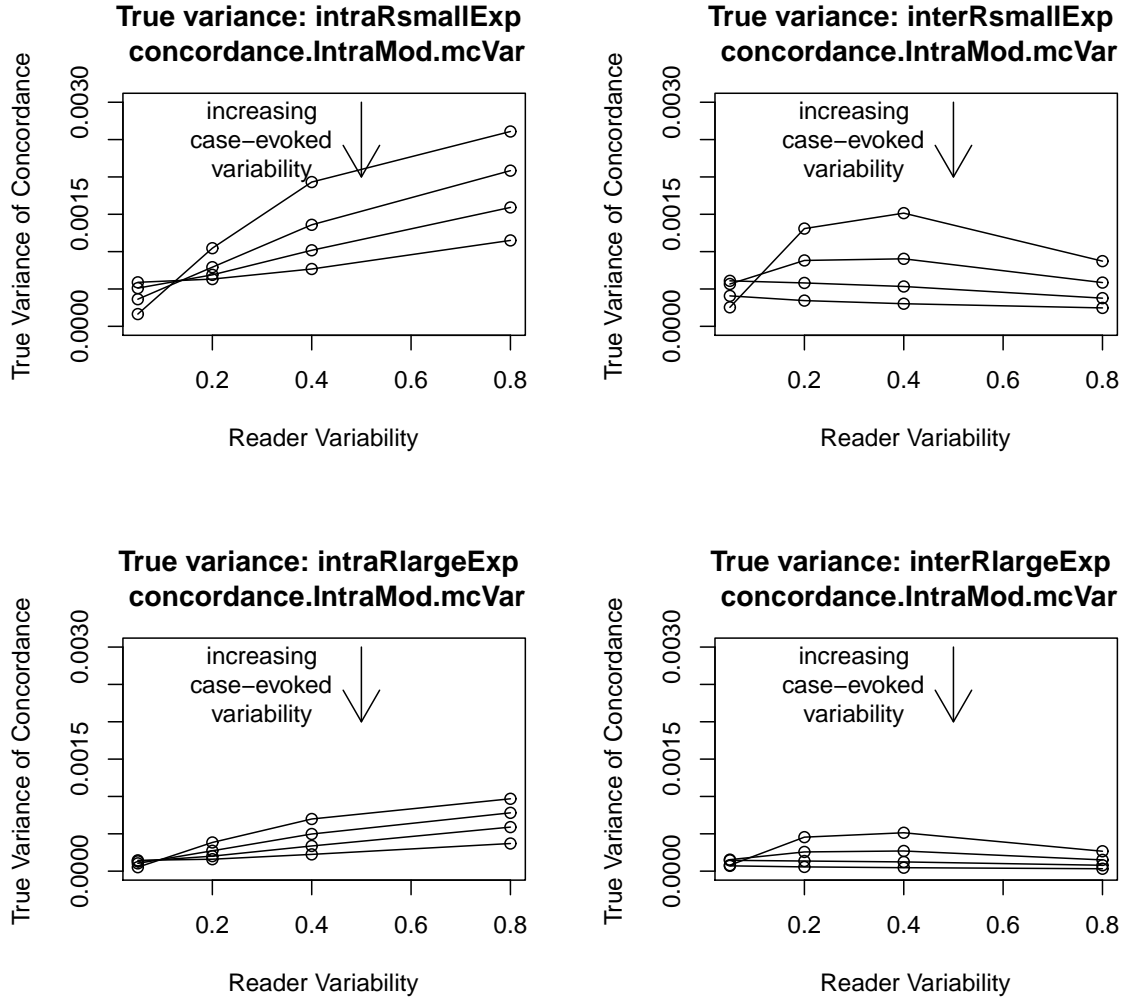 True variance: intraRsmallExp
concordance.IntraMod.mcVar
True Variance of Concordance
0.0030
0.0015
0.0000
increasing
case−evoked
variability
0.2
0.4
0.6
0.8
Reader Variability
True variance: interRsmallExp
concordance.IntraMod.mcVar
True Variance of Concordance
0.0030
0.0015
0.0000
increasing
case−evoked
variability
0.2
0.4
0.6
0.8
Reader Variability
True variance: intraRlargeExp
concordance.IntraMod.mcVar
True Variance of Concordance
0.0030
0.0015
0.0000
increasing
case−evoked
variability
0.2
0.4
0.6
0.8
Reader Variability
True variance: interRlargeExp
concordance.IntraMod.mcVar
True Variance of Concordance
0.0030
0.0015
0.0000
increasing
case−evoked
variability
0.2
0.4
0.6
0.8
Reader Variability